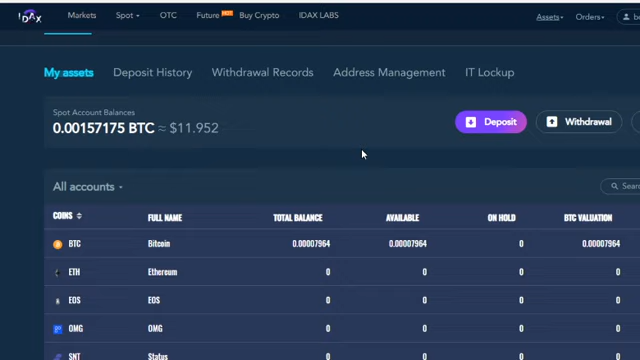 IDAX Markets Spot OTC Future HOT Buy Crypto IDAX LABS Assets Orders
My assets Deposit History Withdrawal Records Address Management IT Lockup
Spot Account Balances
0.00157175 BTC ≈ $11.952 Deposit Withdrawal
All accounts Sear
COINS FULL NAME TOTAL BALANCE AVAILABLE ON HOLD BTC VALUATION
BTC Bitcoin 0.00007964 0.00007964 0 0.00007964
ETH Ethereum 0 0 0 0
EOS EOS 0 0 0 0
OMG OMG 0 0 0 0
SNT Status 0 0 0 0